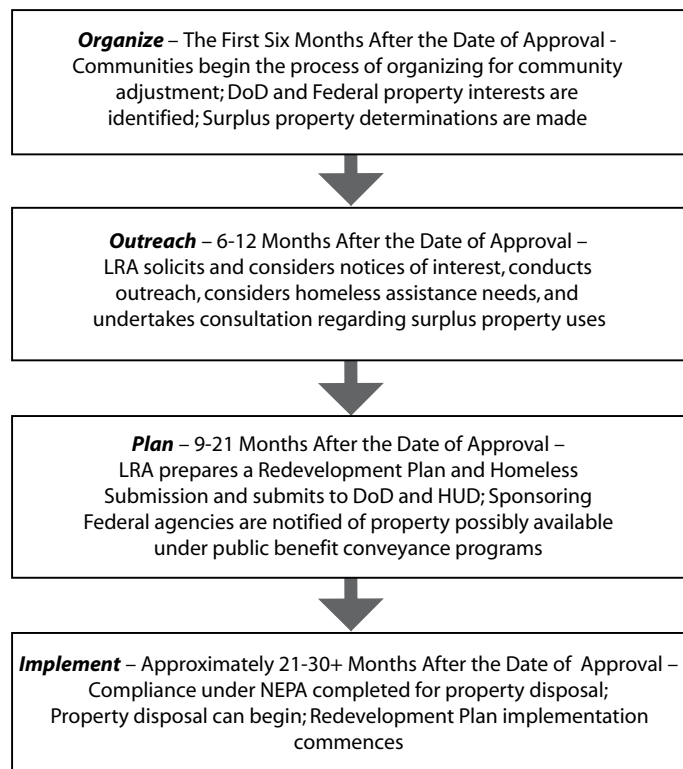 Organize – The First Six Months After the Date of Approval -
Communities begin the process of organizing for community
adjustment; DoD and Federal property interests are
identified; Surplus property determinations are made
Outreach – 6-12 Months After the Date of Approval –
LRA solicits and considers notices of interest, conducts
outreach, considers homeless assistance needs, and
undertakes consultation regarding surplus property uses
Plan – 9-21 Months After the Date of Approval –
LRA prepares a Redevelopment Plan and Homeless
Submission and submits to DoD and HUD; Sponsoring
Federal agencies are notified of property possibly available
under public benefit conveyance programs
Implement – Approximately 21-30+ Months After the Date of Approval –
Compliance under NEPA completed for property disposal;
Property disposal can begin; Redevelopment Plan implementation
commences